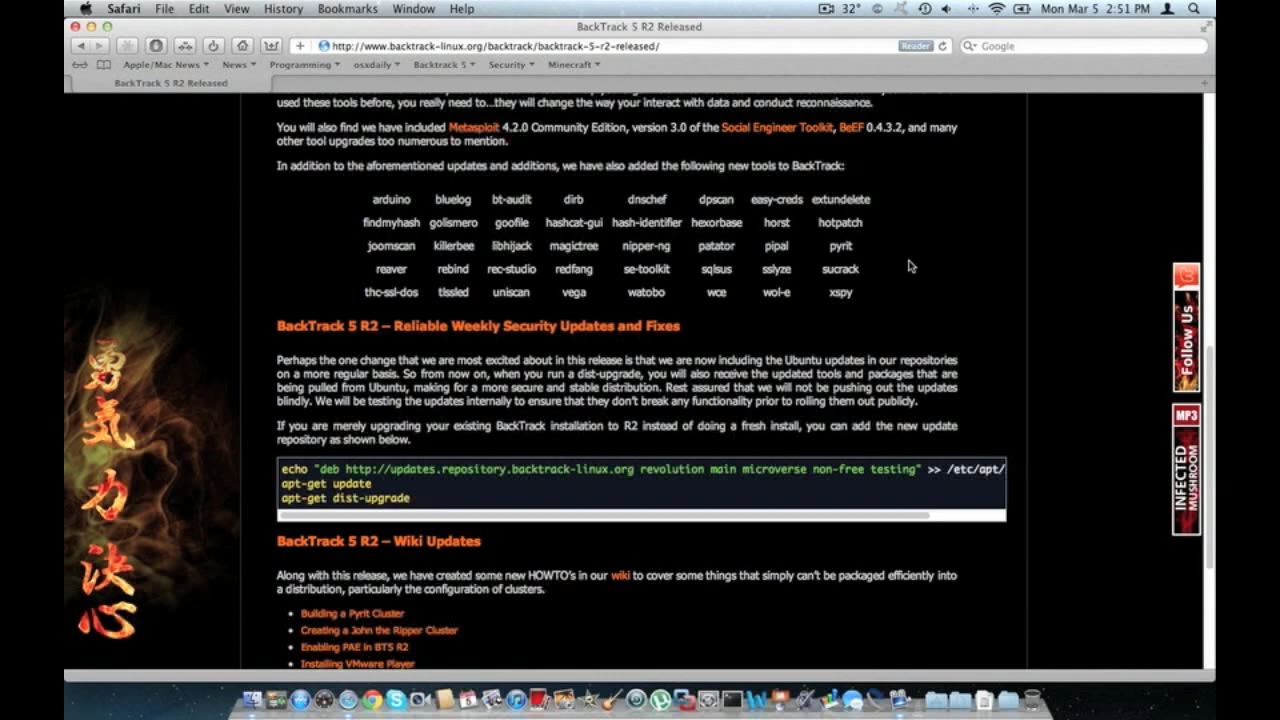 Safari File Edit View History Bookmarks Window Help 32° Mon Mar 5 2:51 PM
BackTrack 5 R2 Released
http://www.backtrack-linux.org/backtrack/backtrack-5-r2-released/ Reader Google
Apple/Mac News News Programming osxdaily Backtrack 5 Security Minecraft
BackTrack 5 R2 Released
used these tools before, you really need to...they will change the way your interact with data and conduct reconnaissance.
You will also find we have included Metasploit 4.2.0 Community Edition, version 3.0 of the Social Engineer Toolkit, BeEF 0.4.3.2, and many
other tool upgrades too numerous to mention.
In addition to the aforementioned updates and additions, we have also added the following new tools to BackTrack:
arduino bluelog bt-audit dirb dnschef dpscan easy-creds extundelete
findmyhash golismero goofile hashcat-gui hash-identifier hexorbase horst hotpatch
joomscan killerbee libhijack magictree nipper-ng patator pipal pyrit
reaver rebind rec-studio redfang se-toolkit sqlsus sslyze sucrack
thc-ssl-dos tlssled uniscan vega watobo wce wol-e xspy
BackTrack 5 R2 – Reliable Weekly Security Updates and Fixes
Perhaps the one change that we are most excited about in this release is that we are now including the Ubuntu updates in our repositories
on a more regular basis. So from now on, when you run a dist-upgrade, you will also receive the updated tools and packages that are
being pulled from Ubuntu, making for a more secure and stable distribution. Rest assured that we will not be pushing out the updates
blindly. We will be testing the updates internally to ensure that they don't break any functionality prior to rolling them out publicly.
If you are merely upgrading your existing BackTrack installation to R2 instead of doing a fresh install, you can add the new update
repository as shown below.
echo "deb http://updates.repository.backtrack-linux.org revolution main microverse non-free testing" >> /etc/apt/
apt-get update
apt-get dist-upgrade
BackTrack 5 R2 – Wiki Updates
Along with this release, we have created some new HOWTO's in our wiki to cover some things that simply can't be packaged efficiently into
a distribution, particularly the configuration of clusters.
Building a Pyrit Cluster
Creating a John the Ripper Cluster
Enabling PAE in BT5 R2
Installing VMware Player
勇
気
力
決
心
Follow Us
MP3
INFECTED
MUSHROOM